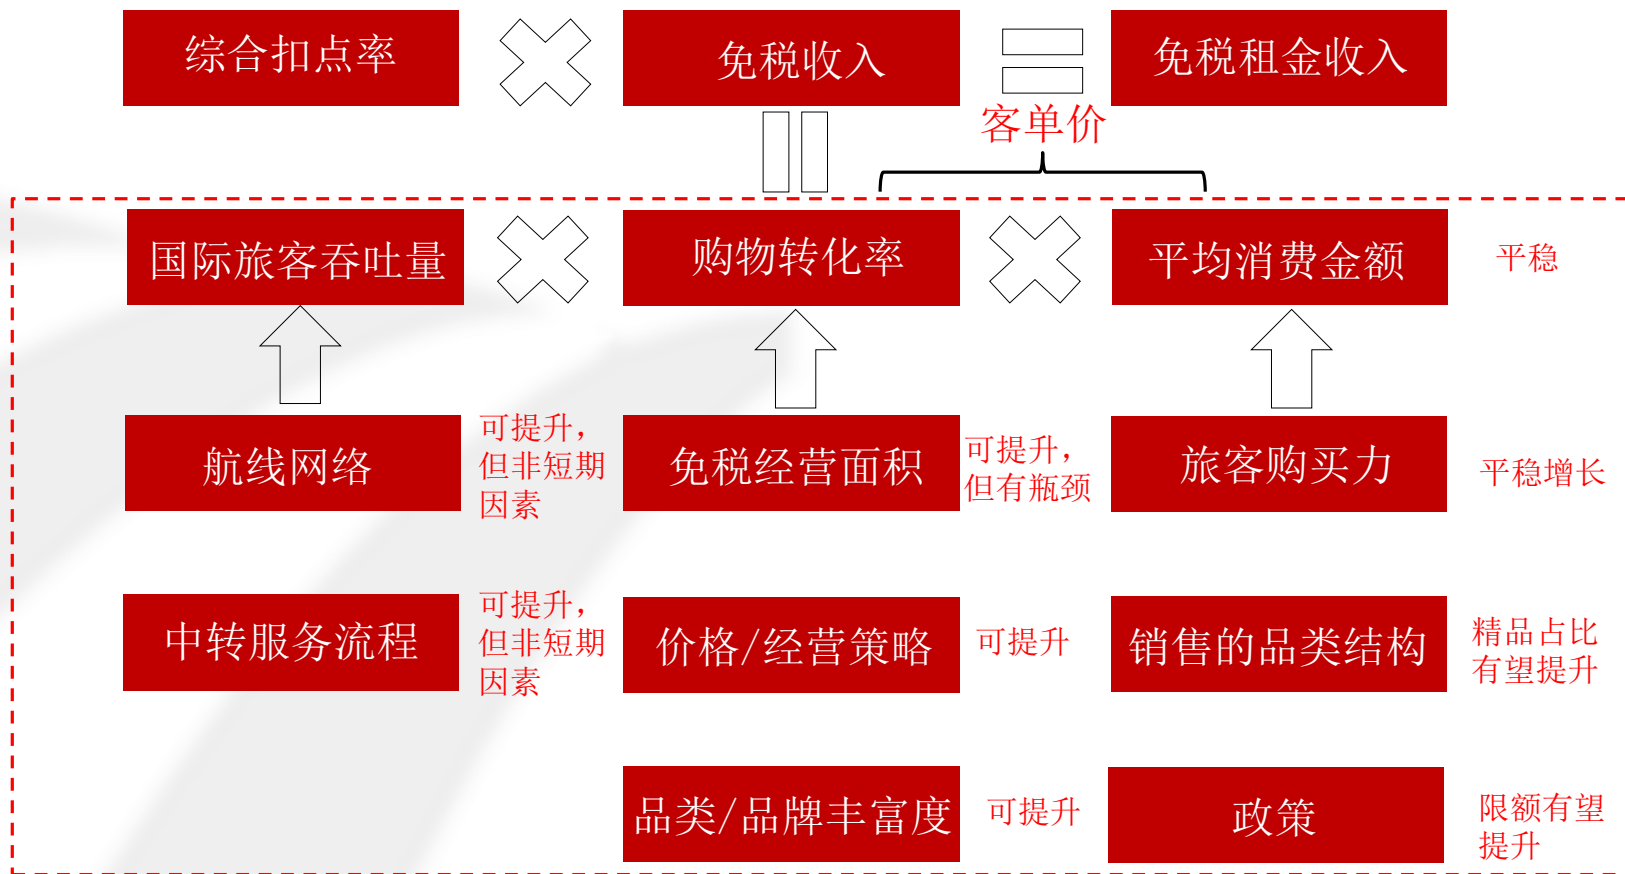 综合扣点率
免税收入
免税租金收入
客单价
国际旅客吞吐量
购物转化率
平均消费金额
平稳
航线网络
可提升，
但非短期
因素
免税经营面积
可提升，
但有瓶颈
旅客购买力
平稳增长
中转服务流程
可提升，
但非短期
因素
价格/经营策略
可提升
销售的品类结构
精品占比
有望提升
品类/品牌丰富度
可提升
政策
限额有望
提升